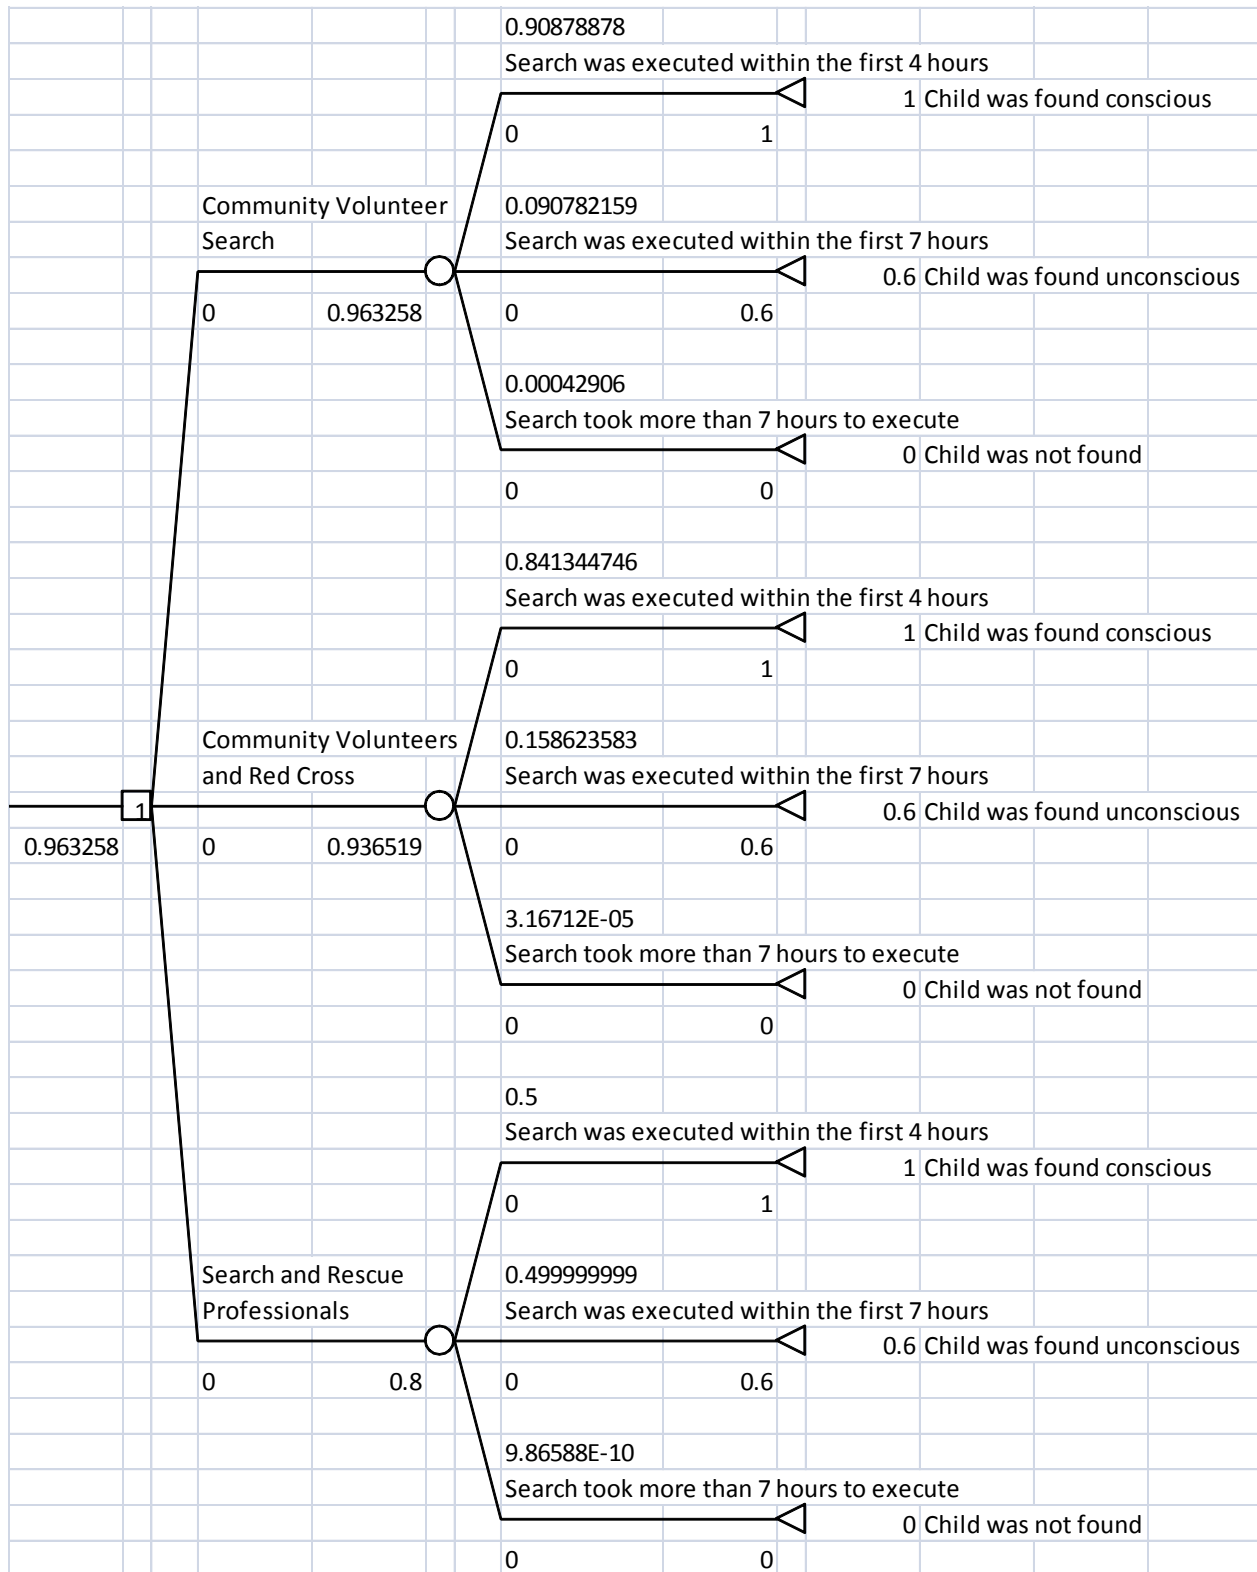 0.90878878
Search was executed within the first 4 hours
1 Child was found conscious
0 1
Community Volunteer
Search
0.090782159
Search was executed within the first 7 hours
0.6 Child was found unconscious
0 0.963258 0 0.6
0.00042906
Search took more than 7 hours to execute
0 Child was not found
0 0
0.841344746
Search was executed within the first 4 hours
1 Child was found conscious
0 1
Community Volunteers
and Red Cross
0.158623583
Search was executed within the first 7 hours
1
0.6 Child was found unconscious
0.963258 0 0.936519 0 0.6
3.16712E-05
Search took more than 7 hours to execute
0 Child was not found
0 0
0.5
Search was executed within the first 4 hours
1 Child was found conscious
0 1
Search and Rescue
Professionals
0.499999999
Search was executed within the first 7 hours
0.6 Child was found unconscious
0 0.8 0 0.6
9.86588E-10
Search took more than 7 hours to execute
0 Child was not found
0 0